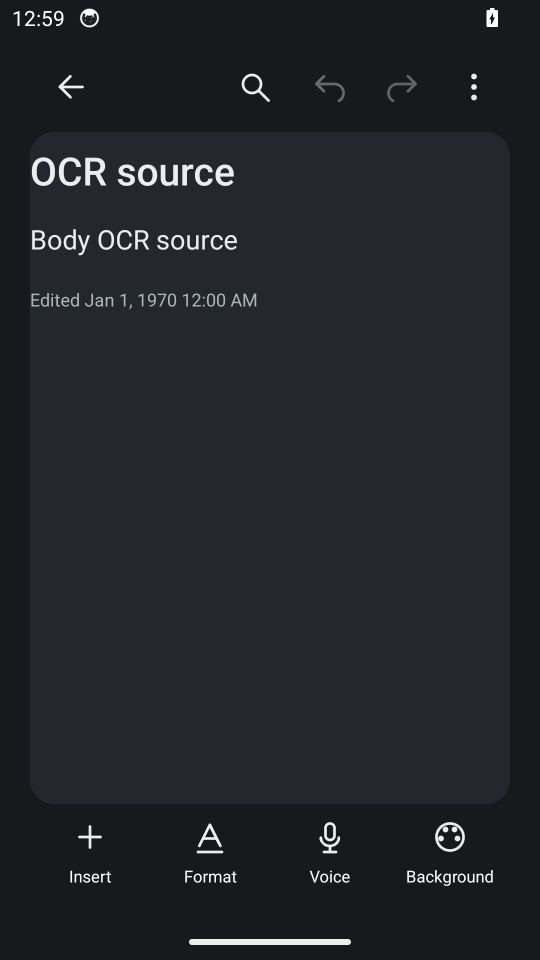 12:59
OCR source
Body OCR source
Edited Jan 1, 1970 12:00 AM
Insert
Format
Voice
Background